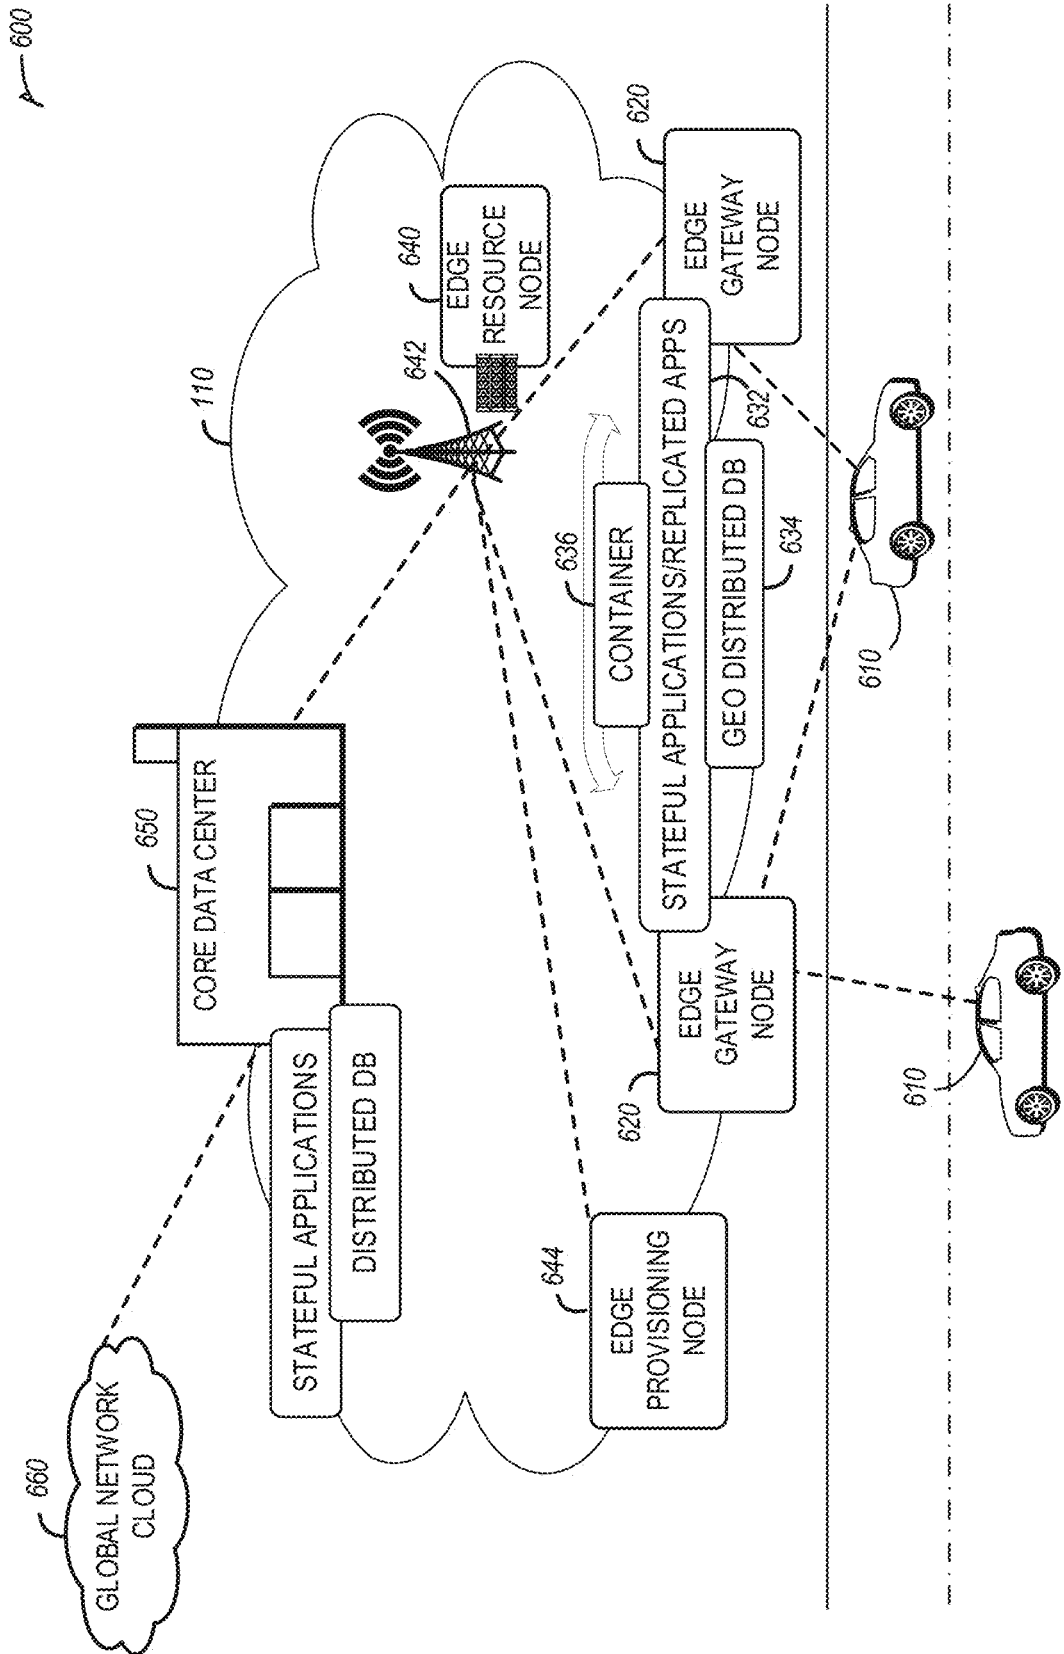 600
660
GLOBAL NETWORK
CLOUD
650
CORE DATA CENTER
110
STATEFUL APPLICATIONS
DISTRIBUTED DB
642
640
EDGE
RESOURCE
NODE
644
EDGE
PROVISIONING
NODE
636
CONTAINER
620
620
STATEFUL APPLICATIONS/REPLICATED APPS
632
EDGE
GATEWAY
NODE
EDGE
GATEWAY
NODE
GEO DISTRIBUTED DB
634
610
610